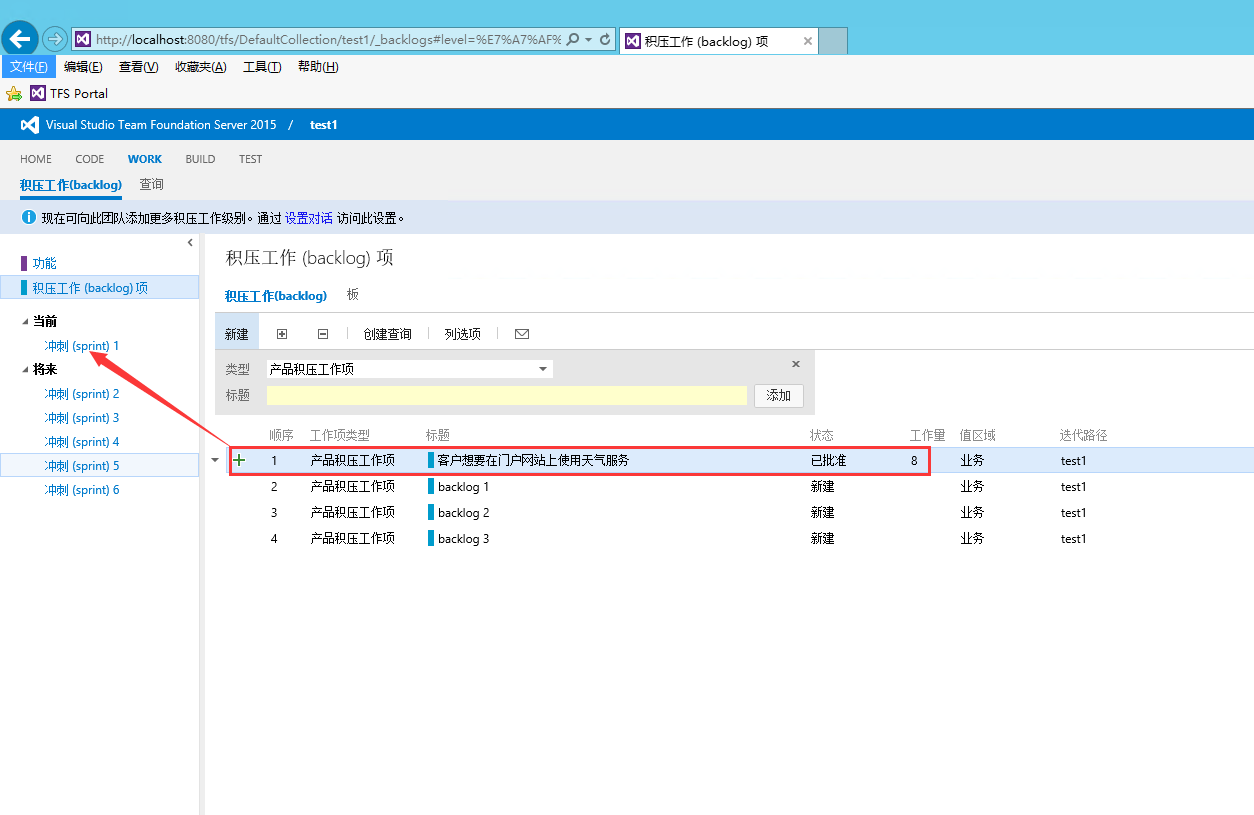 http://localhost:8080/tfs/DefaultCollection/test1/_backlogs#level=%E7%A7%AF%
积压工作 (backlog) 项
文件(F) 编辑(E) 查看(V) 收藏夹(A) 工具(T) 帮助(H)
TFS Portal
Visual Studio Team Foundation Server 2015 / test1
HOME CODE WORK BUILD TEST
积压工作(backlog) 查询
现在可向此团队添加更多积压工作级别。通过 设置对话 访问此设置。
功能
积压工作 (backlog) 项
当前
冲刺 (sprint) 1
将来
冲刺 (sprint) 2
冲刺 (sprint) 3
冲刺 (sprint) 4
冲刺 (sprint) 5
冲刺 (sprint) 6
积压工作 (backlog) 项
积压工作(backlog) 板
新建 创建查询 列选项
类型 产品积压工作项
标题 添加
顺序 工作项类型 标题 状态 工作量 值区域 迭代路径
1 产品积压工作项 客户想要在门户网站上使用天气服务 已批准 8 业务 test1
2 产品积压工作项 backlog 1 新建 业务 test1
3 产品积压工作项 backlog 2 新建 业务 test1
4 产品积压工作项 backlog 3 新建 业务 test1